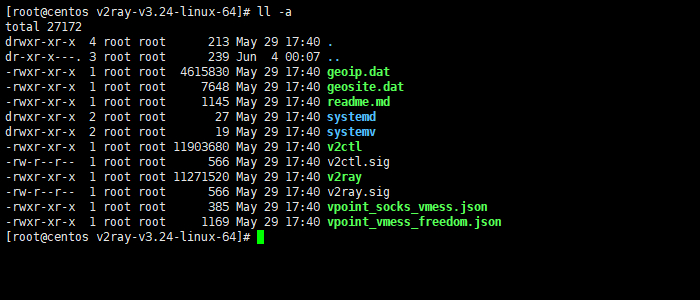 [root@centos v2ray-v3.24-linux-64]# ll -a
total 27172
drwxr-xr-x  4 root root      213 May 29 17:40 .
dr-xr-x---. 3 root root      239 Jun  4 00:07 ..
-rwxr-xr-x  1 root root  4615830 May 29 17:40 geoip.dat
-rwxr-xr-x  1 root root     7648 May 29 17:40 geosite.dat
-rwxr-xr-x  1 root root     1145 May 29 17:40 readme.md
drwxr-xr-x  2 root root       27 May 29 17:40 systemd
drwxr-xr-x  2 root root       19 May 29 17:40 systemv
-rwxr-xr-x  1 root root 11903680 May 29 17:40 v2ctl
-rw-r--r--  1 root root      566 May 29 17:40 v2ctl.sig
-rwxr-xr-x  1 root root 11271520 May 29 17:40 v2ray
-rw-r--r--  1 root root      566 May 29 17:40 v2ray.sig
-rwxr-xr-x  1 root root      385 May 29 17:40 vpoint_socks_vmess.json
-rwxr-xr-x  1 root root     1169 May 29 17:40 vpoint_vmess_freedom.json
[root@centos v2ray-v3.24-linux-64]#